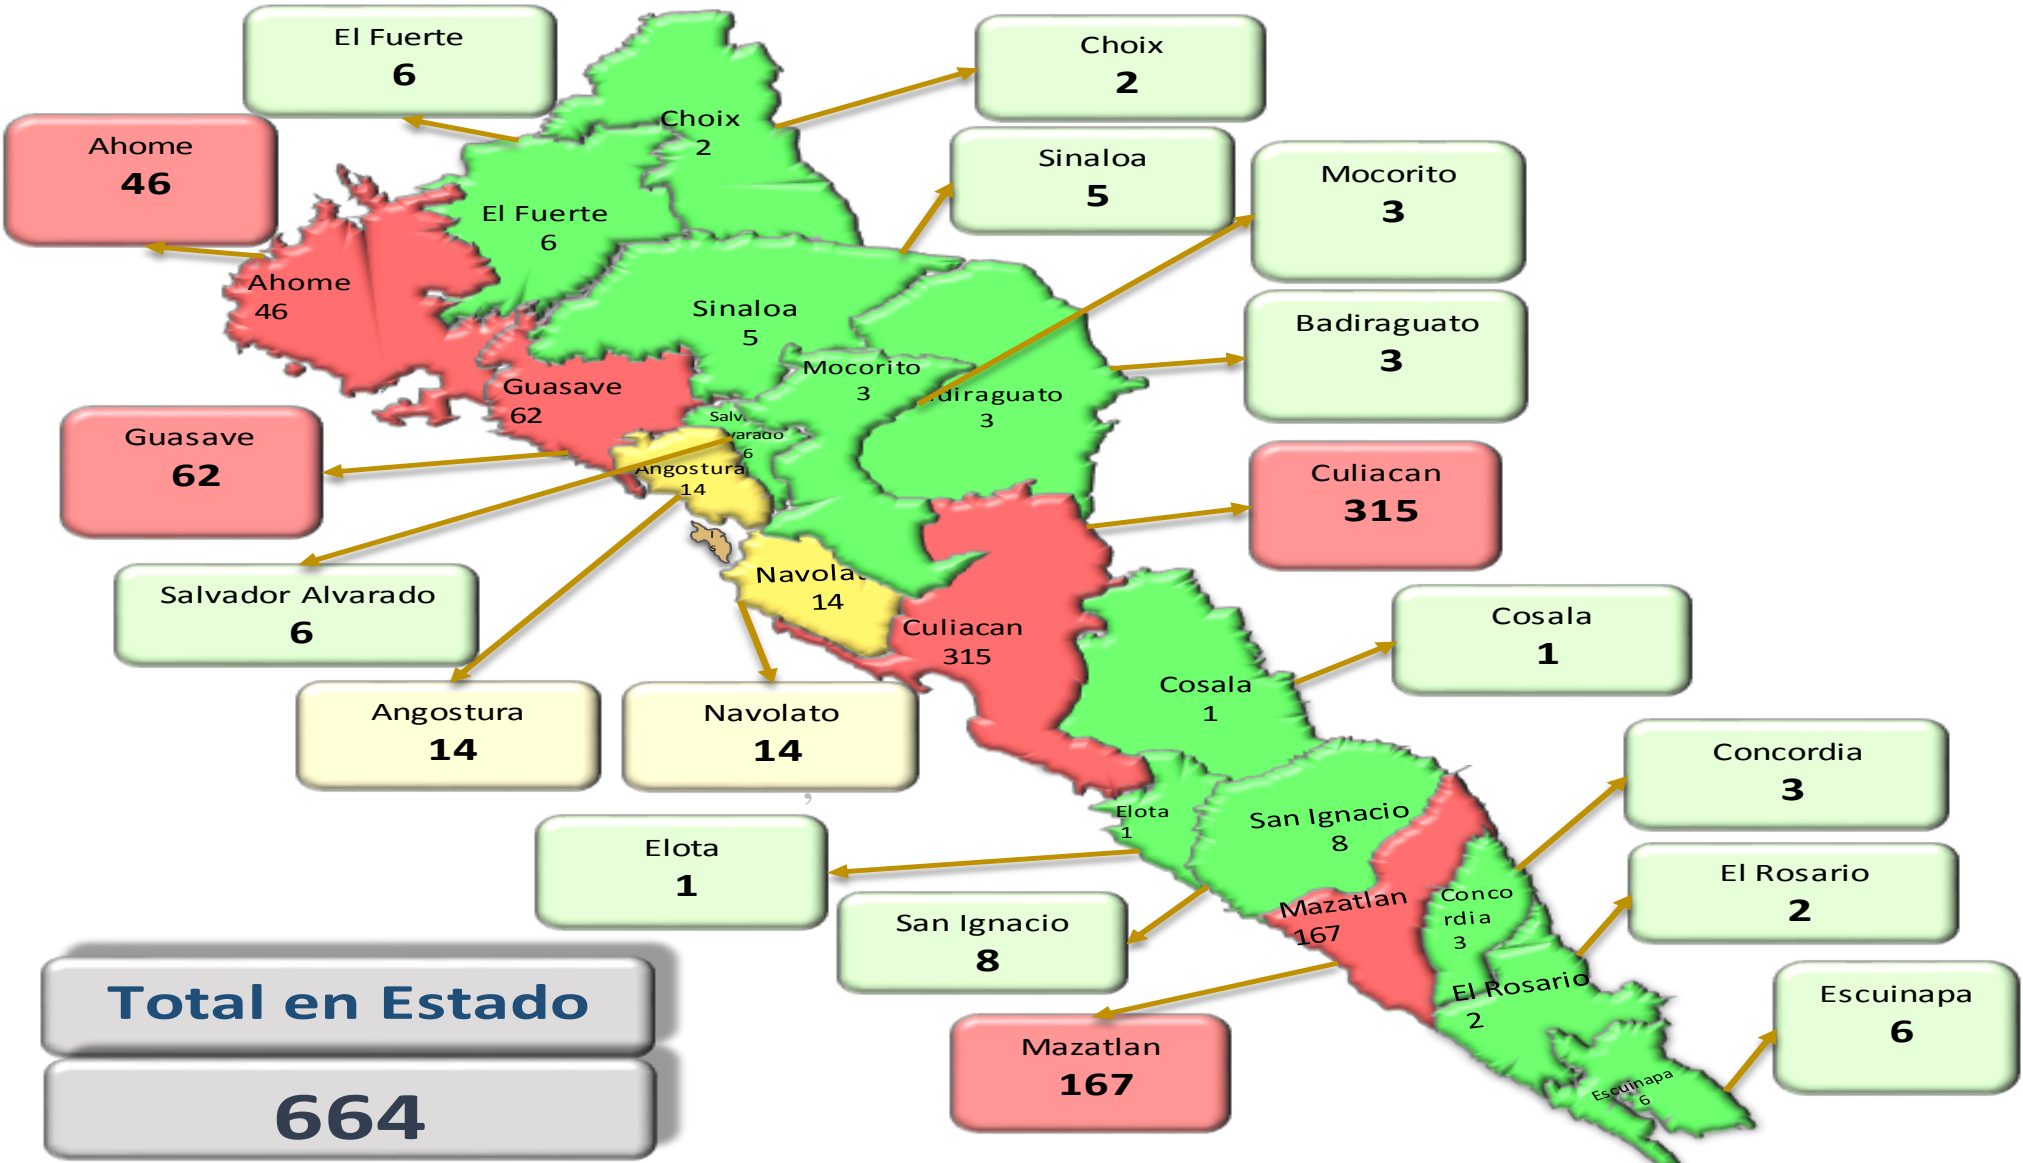 El Fuerte
6
Choix
2
Ahome
46
Sinaloa
5
Mocorito
3
Badiraguato
3
Guasave
62
Culiacan
315
Salvador Alvarado
6
Cosala
1
Angostura
14
Navolato
14
,
Concordia
3
Elota
1
El Rosario
2
San Ignacio
8
Escuinapa
6
Mazatlan
167
Choix
2
El Fuerte
6
Ahome
46
Sinaloa
5
Mocorito
3
diraguato
3
Guasave
62
Salv
varado
6
Angostura
14
Navolat
14
Culiacan
315
Cosala
1
Elota
1
San Ignacio
8
Mazatlan
167
Conco
rdia
3
El Rosario
2
Escuinapa
6
Total en Estado
664